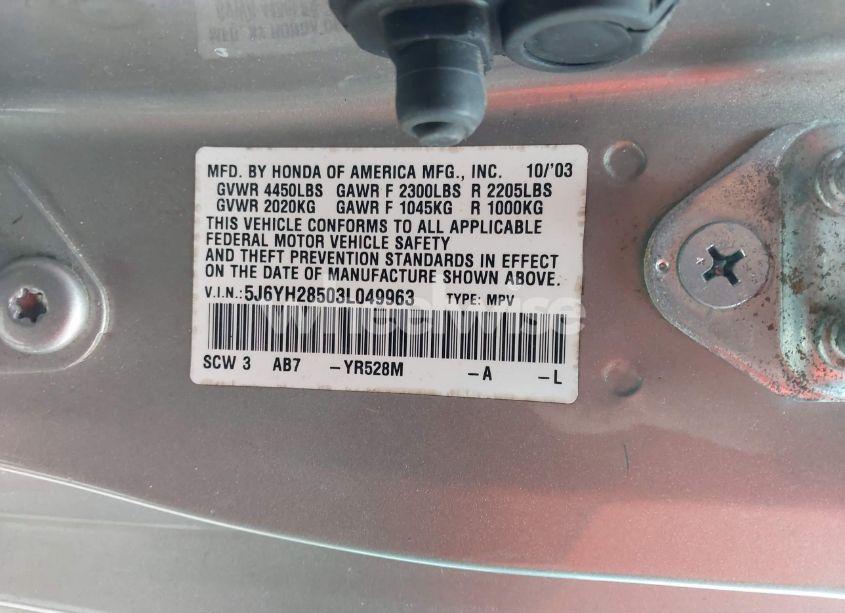 MFD. BY HONDA OF AMERICA MFG., INC. 10/'03
GVWR 4450LBS GAWR F 2300LBS R 2205LBS
GVWR 2020KG GAWR F 1045KG R 1000KG
THIS VEHICLE CONFORMS TO ALL APPLICABLE
FEDERAL MOTOR VEHICLE SAFETY
AND THEFT PREVENTION STANDARDS IN EFFECT
ON THE DATE OF MANUFACTURE SHOWN ABOVE.
V.I.N.:5J6YH28503L049963 TYPE: MPV
wheelwise
SCW 3 AB7 -YR528M -A -L